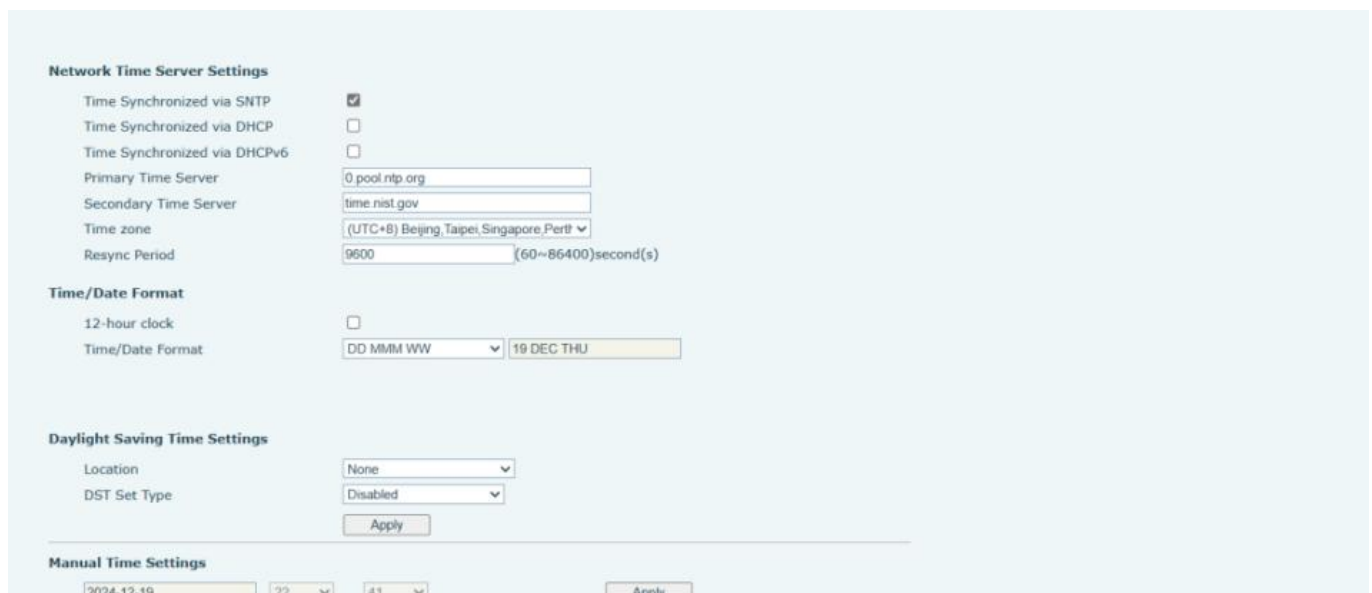 Network Time Server Settings
Time Synchronized via SNTP
Time Synchronized via DHCP
Time Synchronized via DHCPv6
Primary Time Server 0.pool.ntp.org
Secondary Time Server time.nist.gov
Time zone (UTC+8) Beijing,Taipei,Singapore,Perth
Resync Period 9600 (60~86400)second(s)
Time/Date Format
12-hour clock
Time/Date Format DD MMM WW 19 DEC THU
Daylight Saving Time Settings
Location None
DST Set Type Disabled
Apply
Manual Time Settings
2024-12-19 22 41 Apply